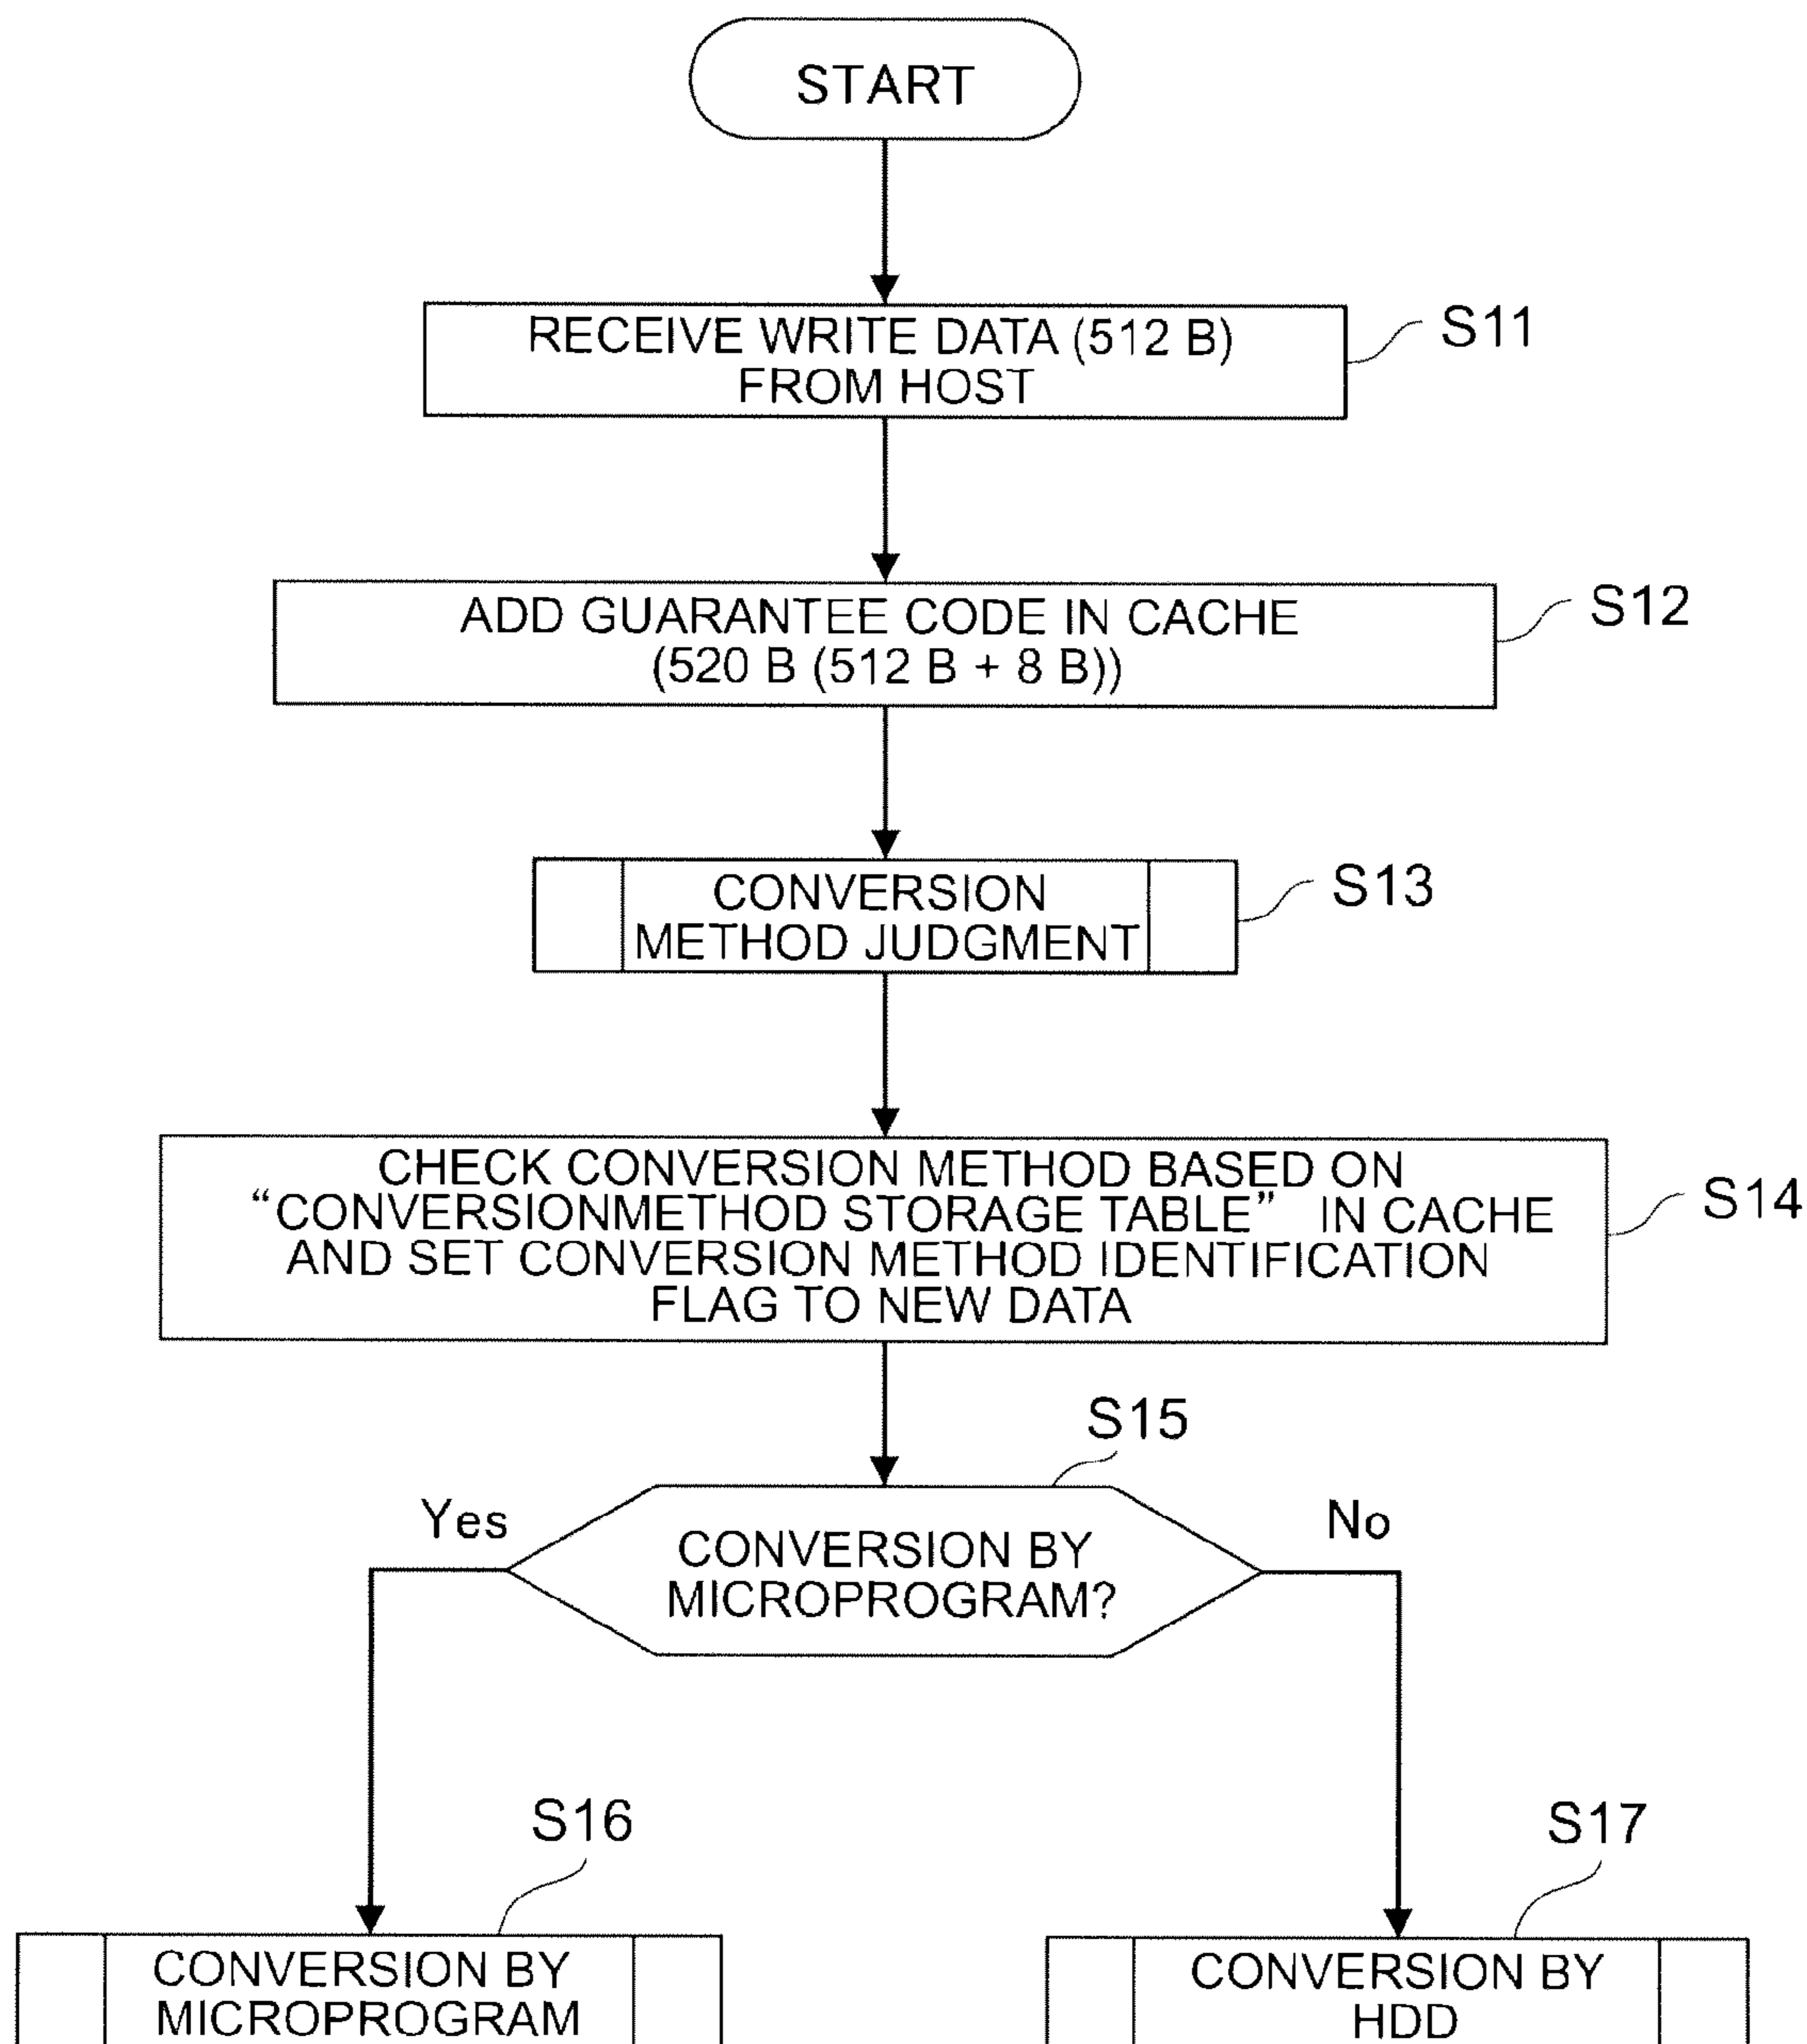 START
RECEIVE WRITE DATA (512 B)
FROM HOST
S11
ADD GUARANTEE CODE IN CACHE
(520 B (512 B + 8 B))
S12
CONVERSION
METHOD JUDGMENT
S13
CHECK CONVERSION METHOD BASED ON
“CONVERSIONMETHOD STORAGE TABLE” IN CACHE
AND SET CONVERSION METHOD IDENTIFICATION
FLAG TO NEW DATA
S14
S15
Yes
No
CONVERSION BY
MICROPROGRAM?
S16
S17
CONVERSION BY
MICROPROGRAM
CONVERSION BY
HDD